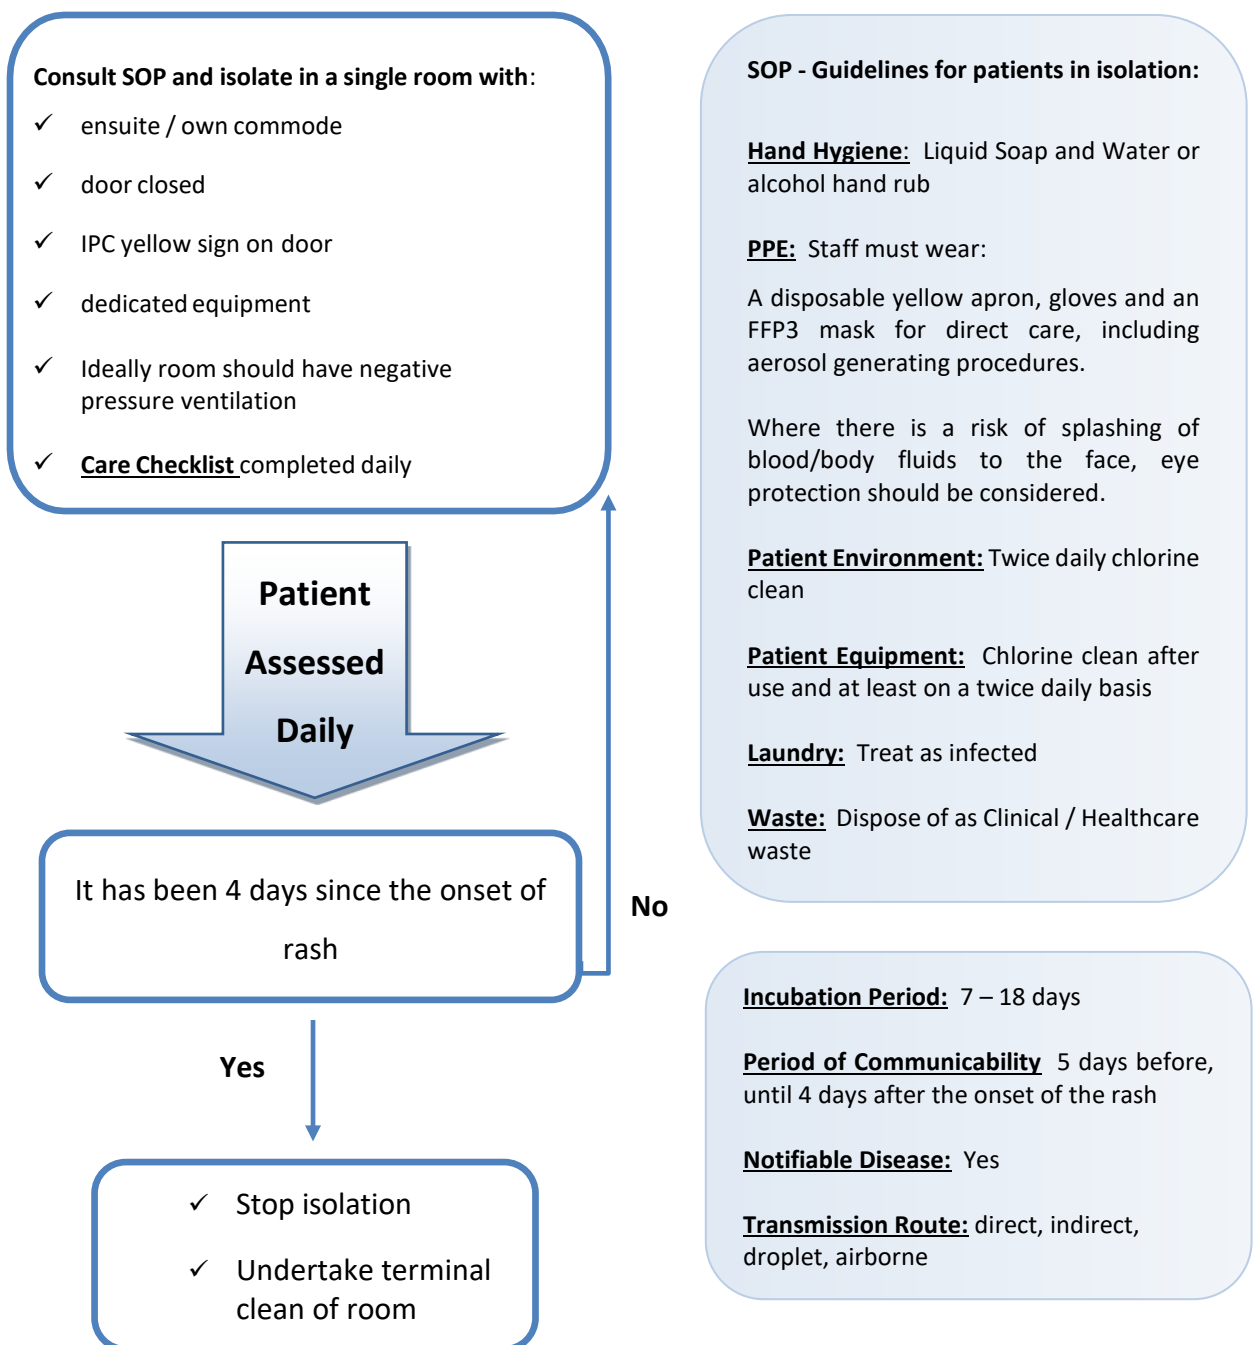 Consult SOP and isolate in a single room with:
✓ ensuite / own commode
✓ door closed
✓ IPC yellow sign on door
✓ dedicated equipment
✓ Ideally room should have negative
pressure ventilation
✓ Care Checklist completed daily
Patient
Assessed
Daily
It has been 4 days since the onset of
rash
No
Yes
✓ Stop isolation
✓ Undertake terminal
clean of room
SOP - Guidelines for patients in isolation:
Hand Hygiene: Liquid Soap and Water or
alcohol hand rub
PPE: Staff must wear:
A disposable yellow apron, gloves and an
FFP3 mask for direct care, including
aerosol generating procedures.
Where there is a risk of splashing of
blood/body fluids to the face, eye
protection should be considered.
Patient Environment: Twice daily chlorine
clean
Patient Equipment: Chlorine clean after
use and at least on a twice daily basis
Laundry: Treat as infected
Waste: Dispose of as Clinical / Healthcare
waste
Incubation Period: 7 – 18 days
Period of Communicability 5 days before,
until 4 days after the onset of the rash
Notifiable Disease: Yes
Transmission Route: direct, indirect,
droplet, airborne